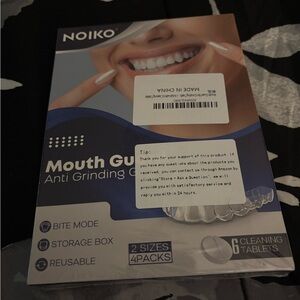 NOIKO
MADE IN CHINA
Tip:
Thank you for your support of this product. if
you have any questions about the products you
received, you can contact us through Amazon by
clicking "Store - Ask a Question", we will
provide you with satisfactory service and
reply you within 24 hours.
Mouth Gu
Anti Grinding G
BITE MODE
STORAGE BOX
REUSABLE
2 SIZES
4PACKS
6 CLEANING
TABLETS